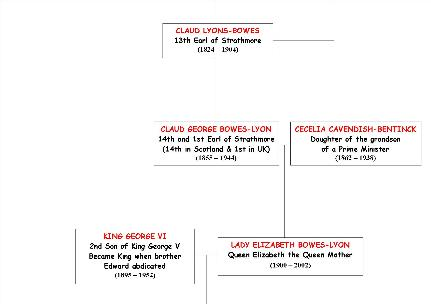 CLAUD LYONS-BOWES
13th Earl of Strathmore
(1824 – 1904)
CLAUD GEORGE BOWES-LYON
14th and 1st Earl of Strathmore
(14th in Scotland & 1st in UK)
(1855 – 1944)
CECELIA CAVENDISH-BENTINCK
Daughter of the grandson
of a Prime Minister
(1862 – 1938)
KING GEORGE VI
2nd Son of King George V
Became King when brother
Edward abdicated
(1895 – 1952)
LADY ELIZABETH BOWES-LYON
Queen Elizabeth the Queen Mother
(1900 – 2002)